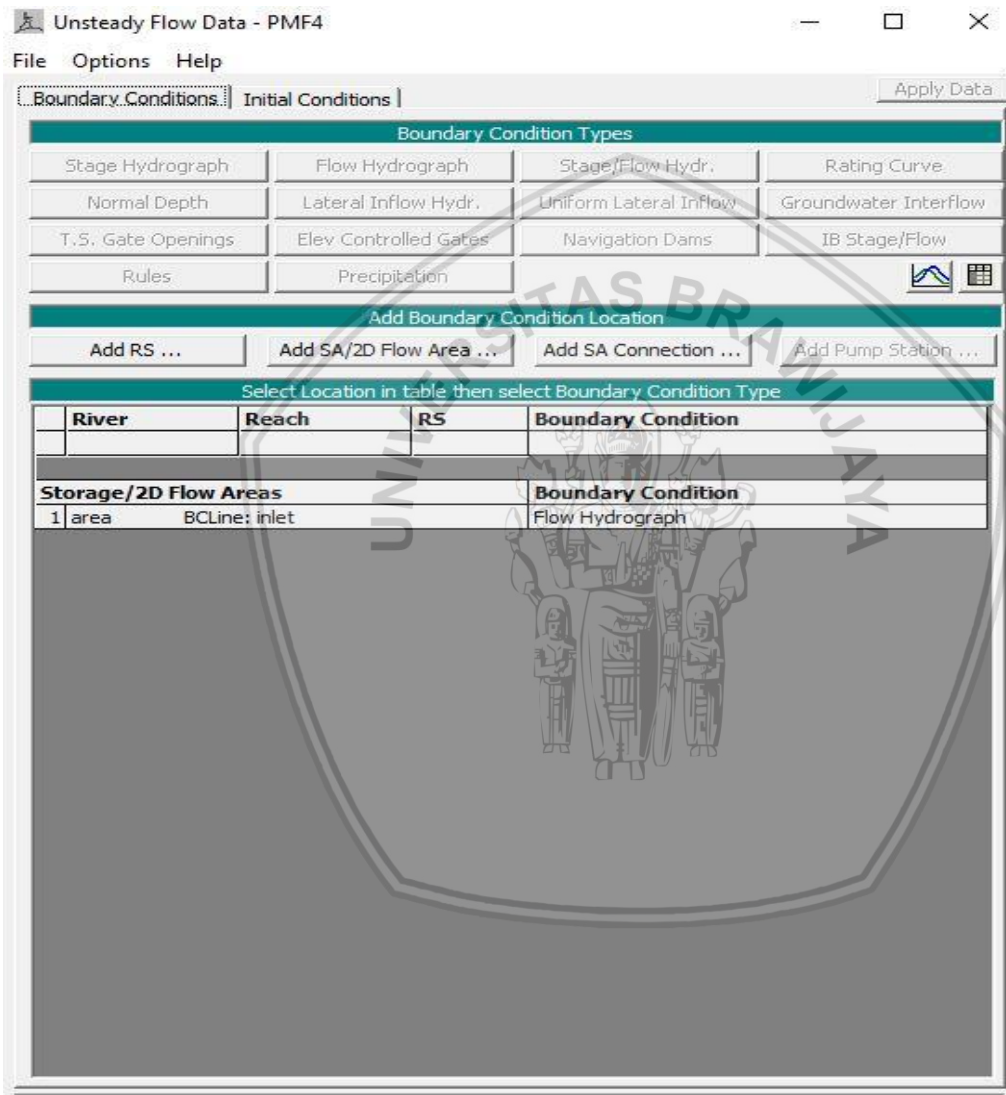 Unsteady Flow Data - PMF4
File Options Help
Boundary Conditions Initial Conditions Apply Data
Boundary Condition Types
Stage Hydrograph Flow Hydrograph Stage/Flow Hydr. Rating Curve
Normal Depth Lateral Inflow Hydr. Uniform Lateral Inflow Groundwater Interflow
T.S. Gate Openings Elev Controlled Gates Navigation Dams IB Stage/Flow
Rules Precipitation
Add Boundary Condition Location
Add RS ... Add SA/2D Flow Area ... Add SA Connection ... Add Pump Station ...
Select Location in table then select Boundary Condition Type
River Reach RS Boundary Condition
Storage/2D Flow Areas Boundary Condition
1 area BCLine: inlet Flow Hydrograph
UNIVERSITAS BRAWIJAYA